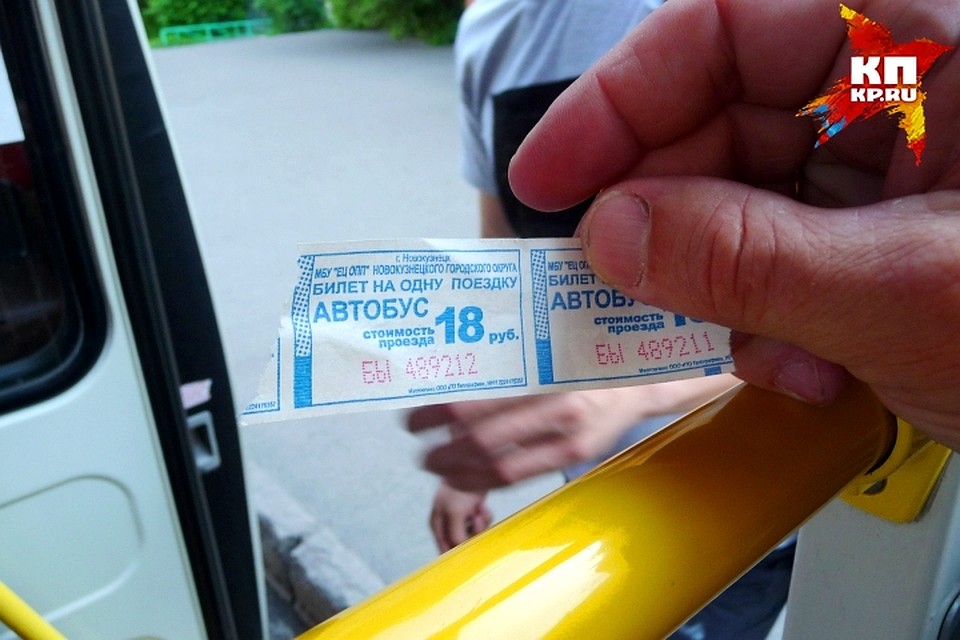 КП
KP.RU
г. Новокузнецк
МБУ "ЕЦ ОПП" НОВОКУЗНЕЦКОГО ГОРОДСКОГО ОКРУГА
БИЛЕТ НА ОДНУ ПОЕЗДКУ
АВТОБУС
стоимость проезда 18 руб.
БЫ 489212
МБУ "ЕЦ
БИЛЕТ
АВТОБУ
стоимость проезда
БЫ 489211